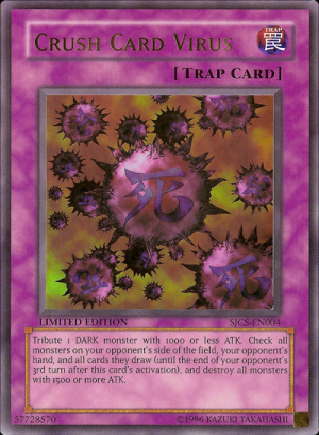 CRUSH CARD VIRUS
TRAP
罠
[TRAP CARD]
死
死
LIMITED EDITION
SJCS-EN004
Tribute 1 DARK monster with 1000 or less ATK. Check all
monsters on your opponent's side of the field, your opponent's
hand, and all cards they draw (until the end of your opponent's
3rd turn after this card's activation), and destroy all monsters
with 1500 or more ATK.
57728570
©1996 KAZUKI TAKAHASHI